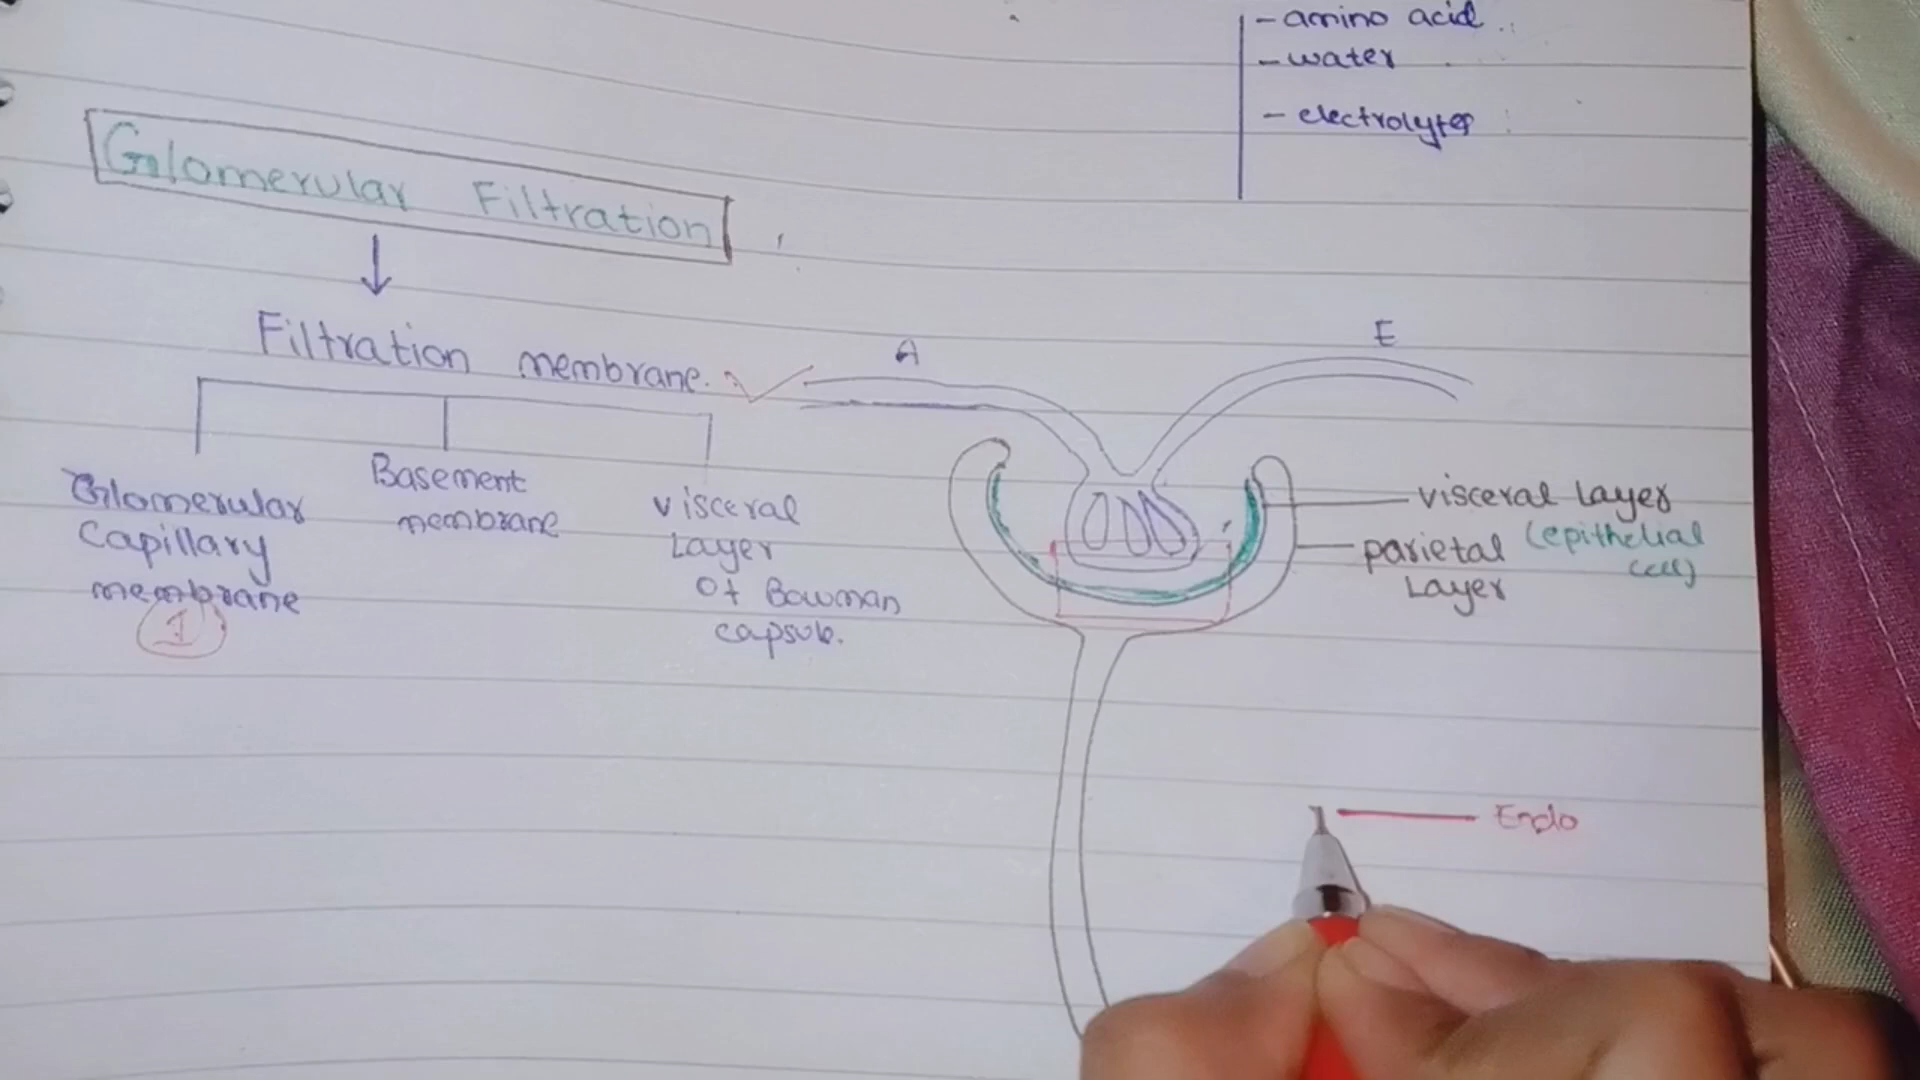 - amino acid
- water
- electrolytes
Glomerular Filtration
Filtration membrane.
A
E
Glomerular
Capillary
membrane
1
Basement
membrane
visceral
Layer
Of Bowman
capsule.
visceral Layer
parietal
Layer
(epithelial
cell)
Endo